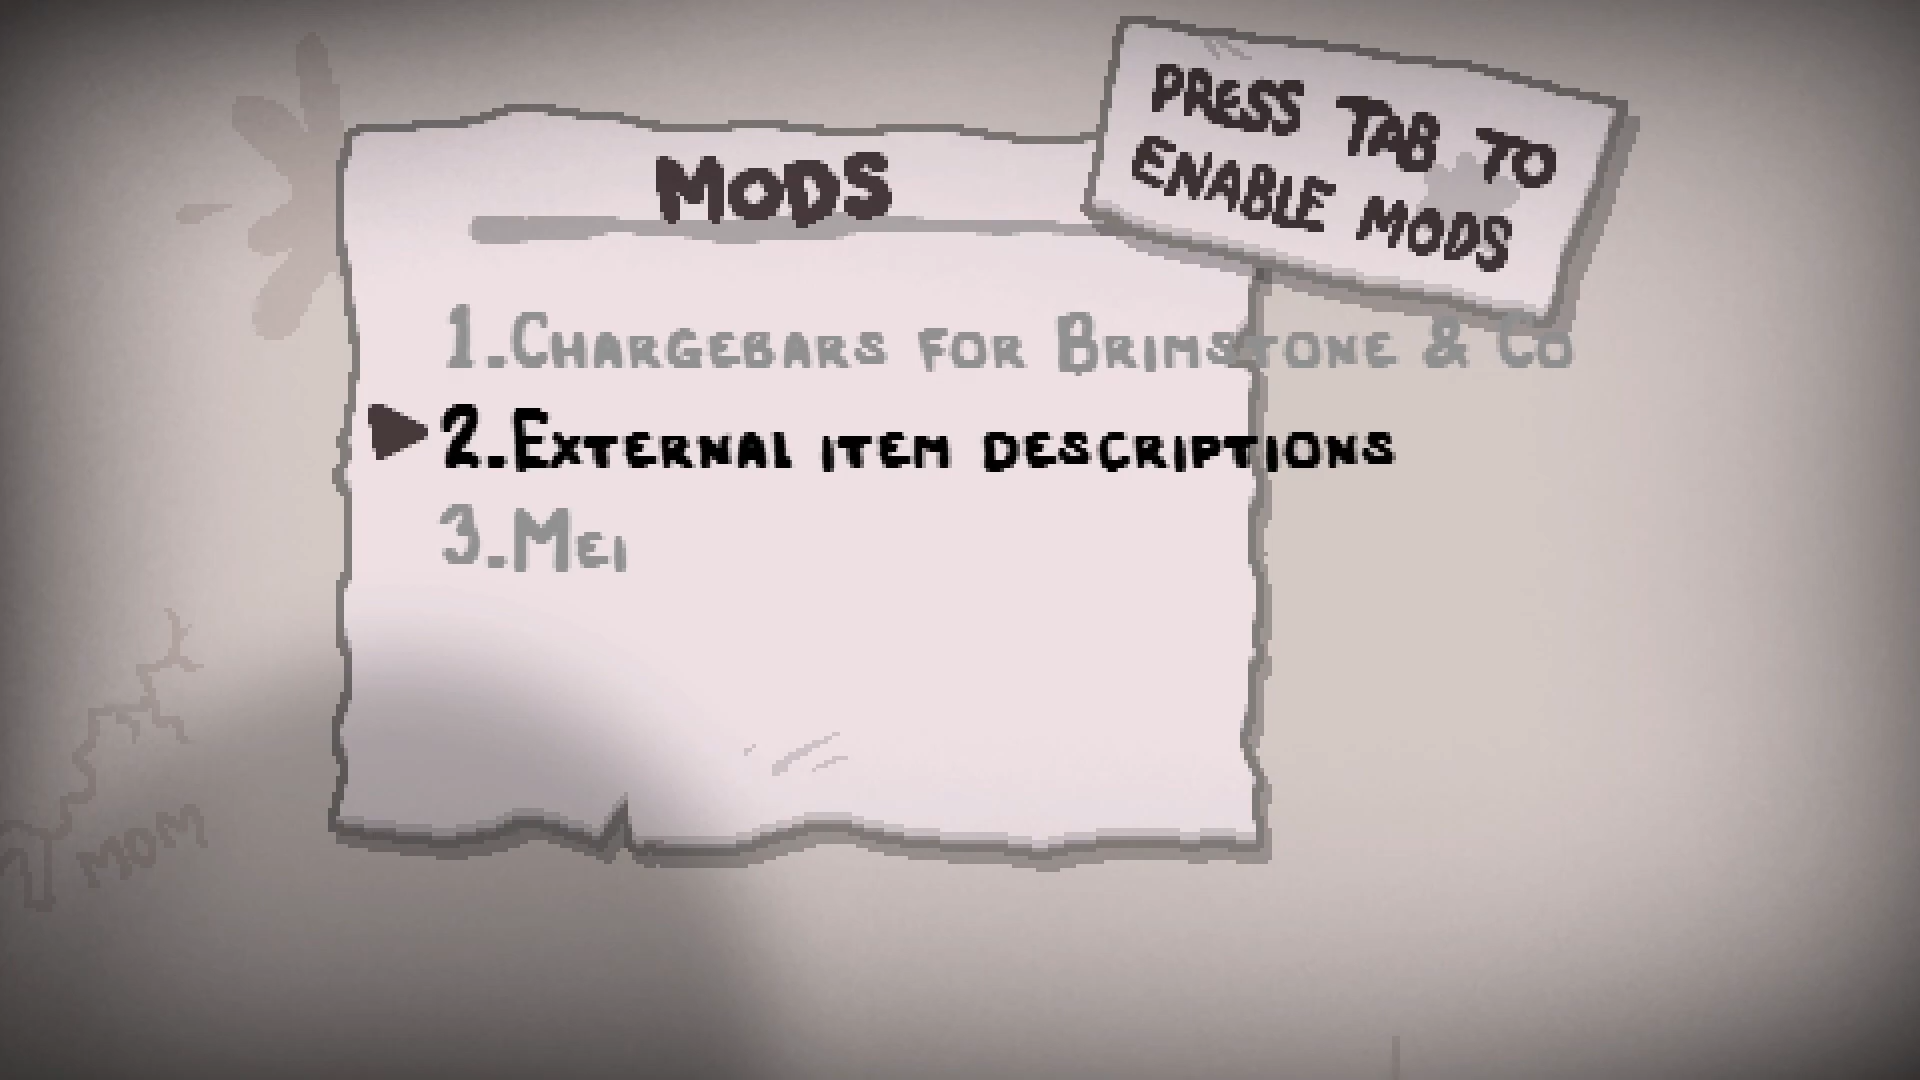 PRESS TAB TO
ENABLE MODS
MODS
1.CHARGEBARS FOR BRIMSTONE & CO
2.EXTERNAL ITEM DESCRIPTIONS
3.MEI
MOM